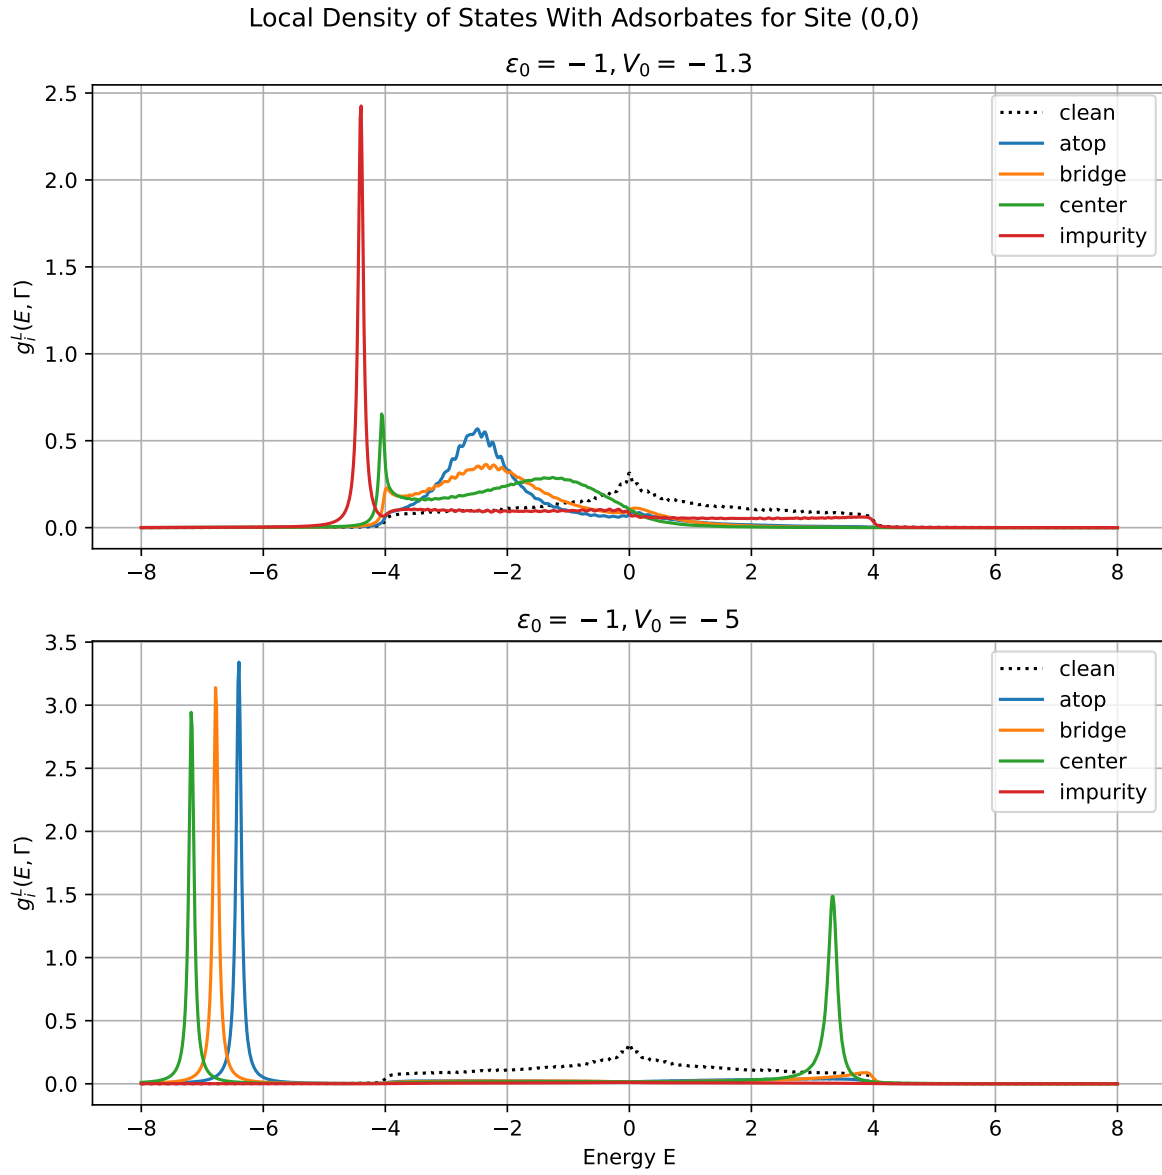 Local Density of States With Adsorbates for Site (0,0)
ε₀ = −1, V₀ = −1.3
2.5
2.0
1.5
1.0
0.5
0.0
gᵢᴸ(E, Γ)
clean
atop
bridge
center
impurity
−8 −6 −4 −2 0 2 4 6 8
ε₀ = −1, V₀ = −5
3.5
3.0
2.5
2.0
1.5
1.0
0.5
0.0
gᵢᴸ(E, Γ)
clean
atop
bridge
center
impurity
−8 −6 −4 −2 0 2 4 6 8
Energy E